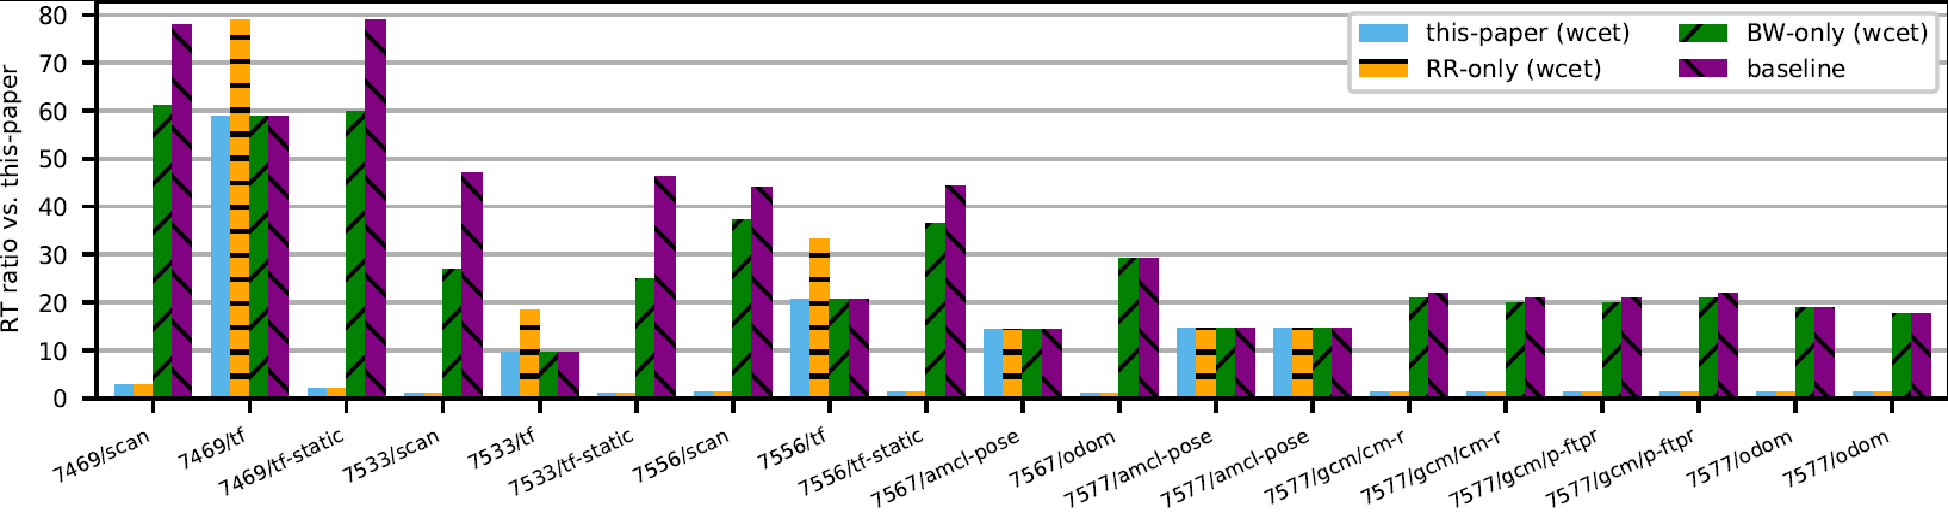 RT ratio vs. this-paper
80
70
60
50
40
30
20
10
0
this-paper (wcet)
RR-only (wcet)
BW-only (wcet)
baseline
7469/scan
7469/tf
7469/tf-static
7533/scan
7533/tf
7533/tf-static
7556/scan
7556/tf
7556/tf-static
7567/amcl-pose
7567/odom
7577/amcl-pose
7577/amcl-pose
7577/gcm/cm-r
7577/gcm/cm-r
7577/gcm/p-ftpr
7577/gcm/p-ftpr
7577/odom
7577/odom